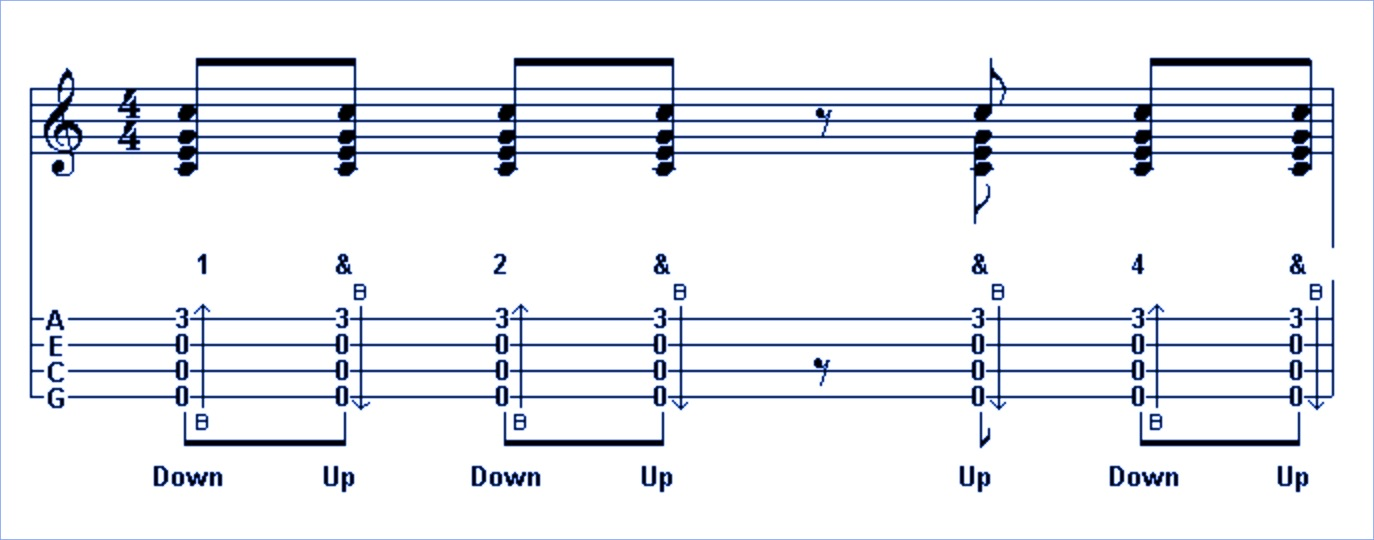 4
4
1 & 2 & & 4 &
B B B B
A 3 3 3 3 3 3 3
E 0 0 0 0 0 0 0
C 0 0 0 0 0 0 0
G 0 0 0 0 0 0 0
B B B
Down Up Down Up Up Down Up